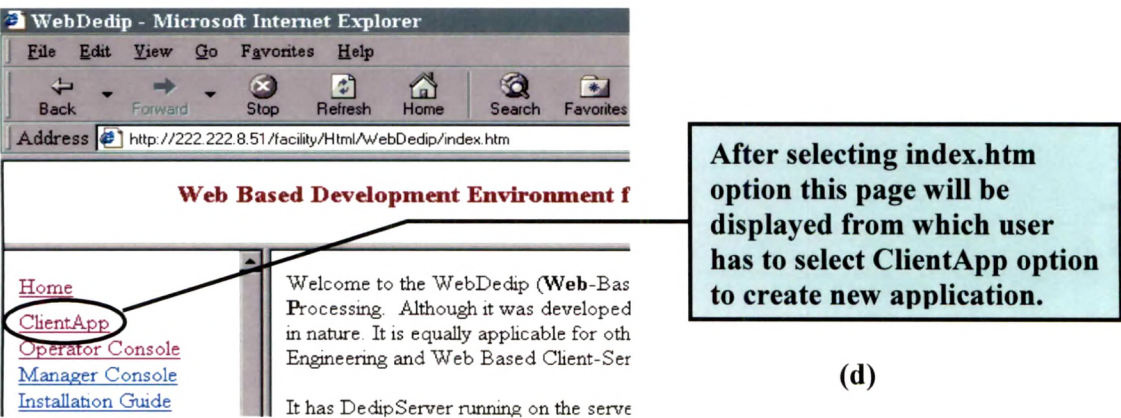 WebDedip - Microsoft Internet Explorer
File Edit View Go Favorites Help
Back Forward Stop Refresh Home Search Favorites
Address http://222.222.8.51/facility/Html/WebDedip/index.htm
Web Based Development Environment f
Home
ClientApp
Operator Console
Manager Console
Installation Guide
Welcome to the WebDedip (Web-Bas
Processing. Although it was developed
in nature. It is equally applicable for oth
Engineering and Web Based Client-Ser
It has DedipServer running on the serve
After selecting index.htm
option this page will be
displayed from which user
has to select ClientApp option
to create new application.
(d)